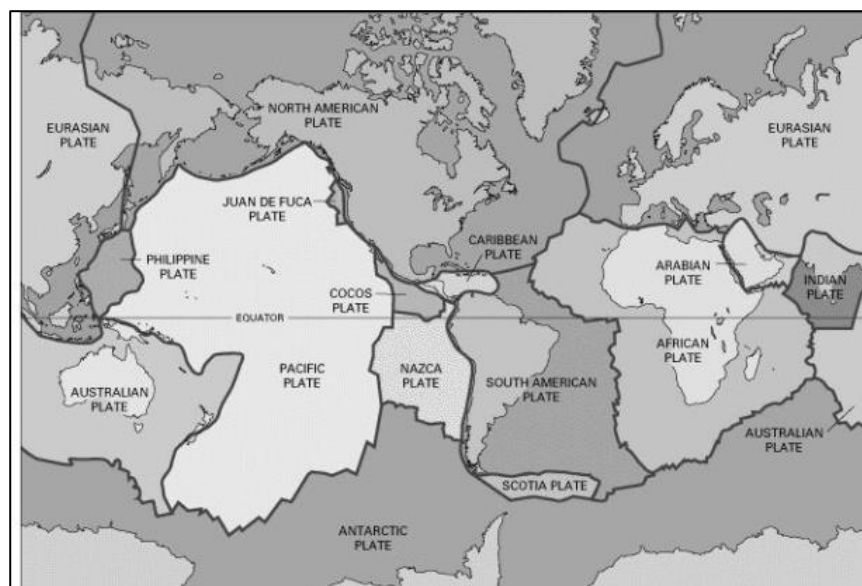 NORTH AMERICAN
PLATE
EURASIAN
PLATE
EURASIAN
PLATE
JUAN DE FUCA
PLATE
CARIBBEAN
PLATE
PHILIPPINE
PLATE
ARABIAN
PLATE
INDIAN
PLATE
COCOS
PLATE
EQUATOR
AFRICAN
PLATE
PACIFIC
PLATE
NAZCA
PLATE
SOUTH AMERICAN
PLATE
AUSTRALIAN
PLATE
AUSTRALIAN
PLATE
SCOTIA PLATE
ANTARCTIC
PLATE